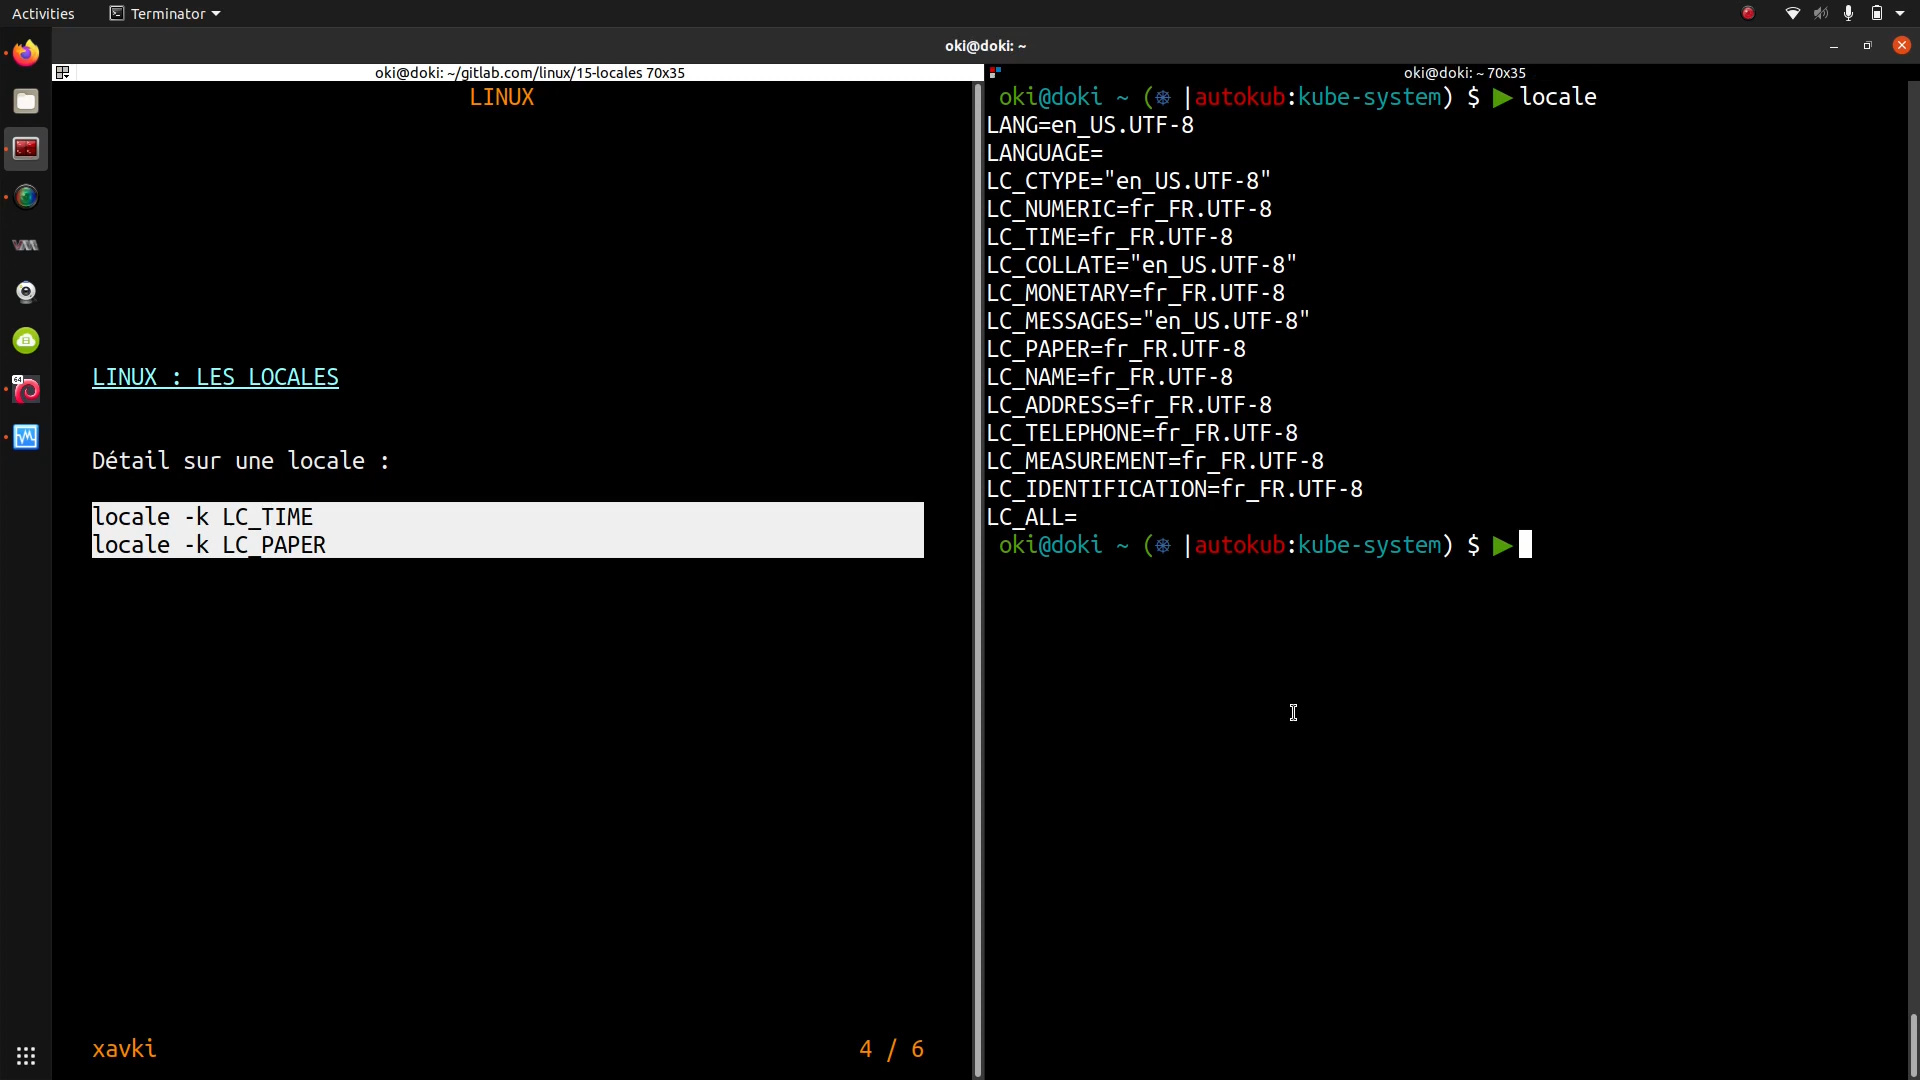 Activities Terminator
oki@doki: ~
oki@doki: ~/gitlab.com/linux/15-locales 70x35
LINUX
LINUX : LES LOCALES
Détail sur une locale :
locale -k LC_TIME
locale -k LC_PAPER
xavki 4 / 6
oki@doki: ~ 70x35
oki@doki ~ (⎈ |autokub:kube-system) $ ▶ locale
LANG=en_US.UTF-8
LANGUAGE=
LC_CTYPE="en_US.UTF-8"
LC_NUMERIC=fr_FR.UTF-8
LC_TIME=fr_FR.UTF-8
LC_COLLATE="en_US.UTF-8"
LC_MONETARY=fr_FR.UTF-8
LC_MESSAGES="en_US.UTF-8"
LC_PAPER=fr_FR.UTF-8
LC_NAME=fr_FR.UTF-8
LC_ADDRESS=fr_FR.UTF-8
LC_TELEPHONE=fr_FR.UTF-8
LC_MEASUREMENT=fr_FR.UTF-8
LC_IDENTIFICATION=fr_FR.UTF-8
LC_ALL=
oki@doki ~ (⎈ |autokub:kube-system) $ ▶
64